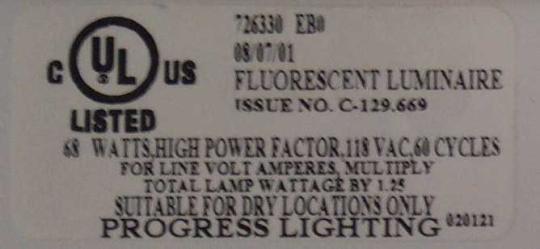 726330 EB0
08/07/01
C UL US
FLUORESCENT LUMINAIRE
ISSUE NO. C-129.669
LISTED
68 WATTS,HIGH POWER FACTOR,118 VAC,60 CYCLES
FOR LINE VOLT AMPERES, MULTIPLY
TOTAL LAMP WATTAGE BY 1.25
SUITABLE FOR DRY LOCATIONS ONLY
PROGRESS LIGHTING 020121